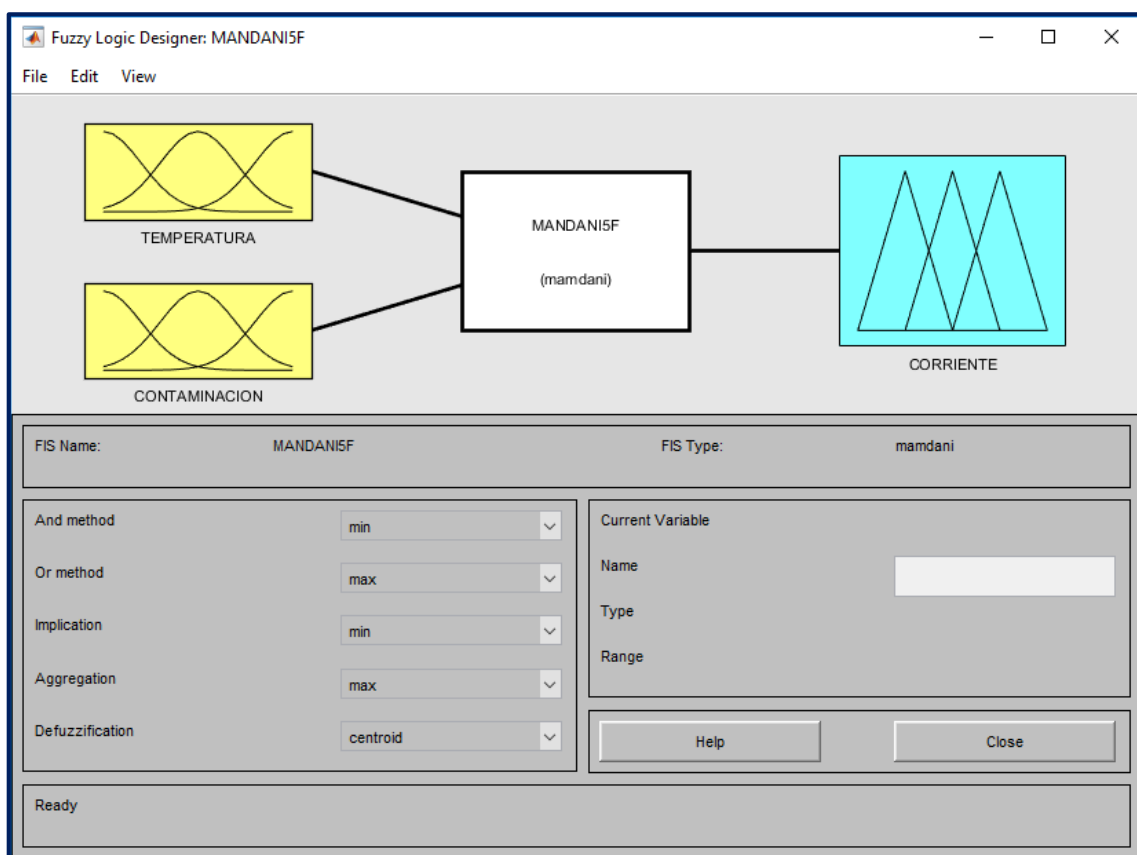 Fuzzy Logic Designer: MANDANI5F
File Edit View
TEMPERATURA
CONTAMINACION
MANDANI5F
(mamdani)
CORRIENTE
FIS Name: MANDANI5F FIS Type: mamdani
And method min
Or method max
Implication min
Aggregation max
Defuzzification centroid
Current Variable
Name
Type
Range
Help Close
Ready